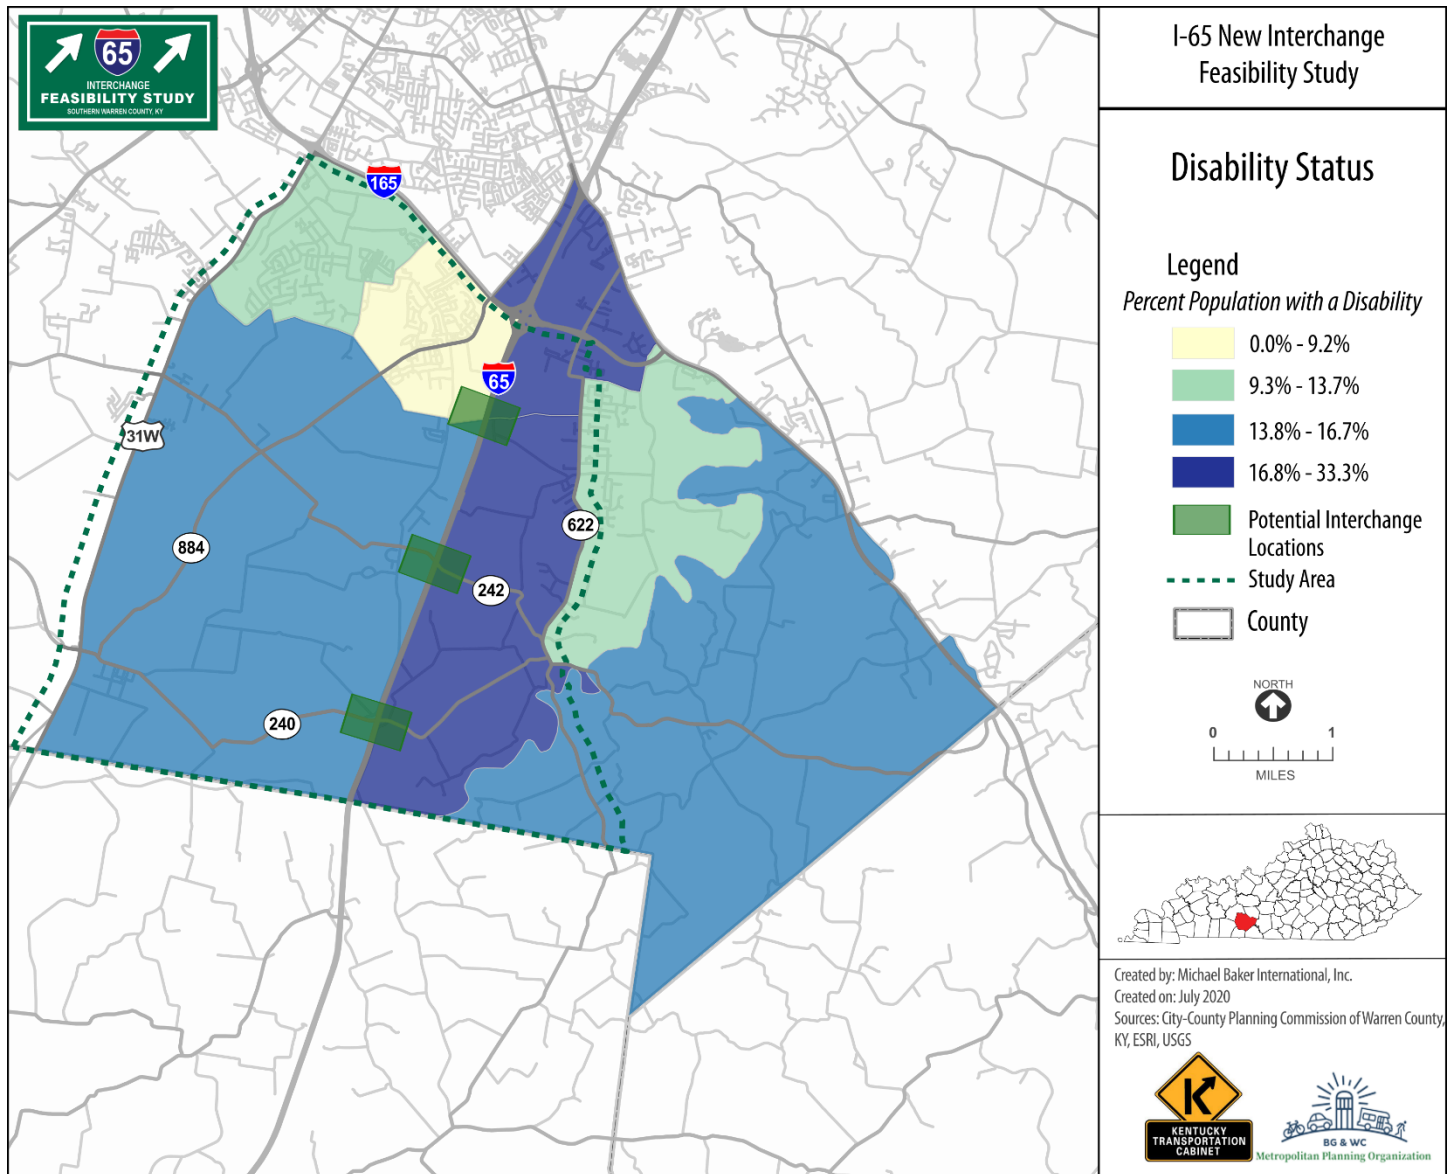 65
INTERCHANGE
FEASIBILITY STUDY
SOUTHERN WARREN COUNTY, KY
165
65
31W
884
622
242
240
I-65 New Interchange
Feasibility Study
Disability Status
Legend
Percent Population with a Disability
0.0% - 9.2%
9.3% - 13.7%
13.8% - 16.7%
16.8% - 33.3%
Potential Interchange
Locations
Study Area
County
NORTH
0 1
MILES
Created by: Michael Baker International, Inc.
Created on: July 2020
Sources: City-County Planning Commission of Warren County,
KY, ESRI, USGS
K
KENTUCKY
TRANSPORTATION
CABINET
BG & WC
Metropolitan Planning Organization